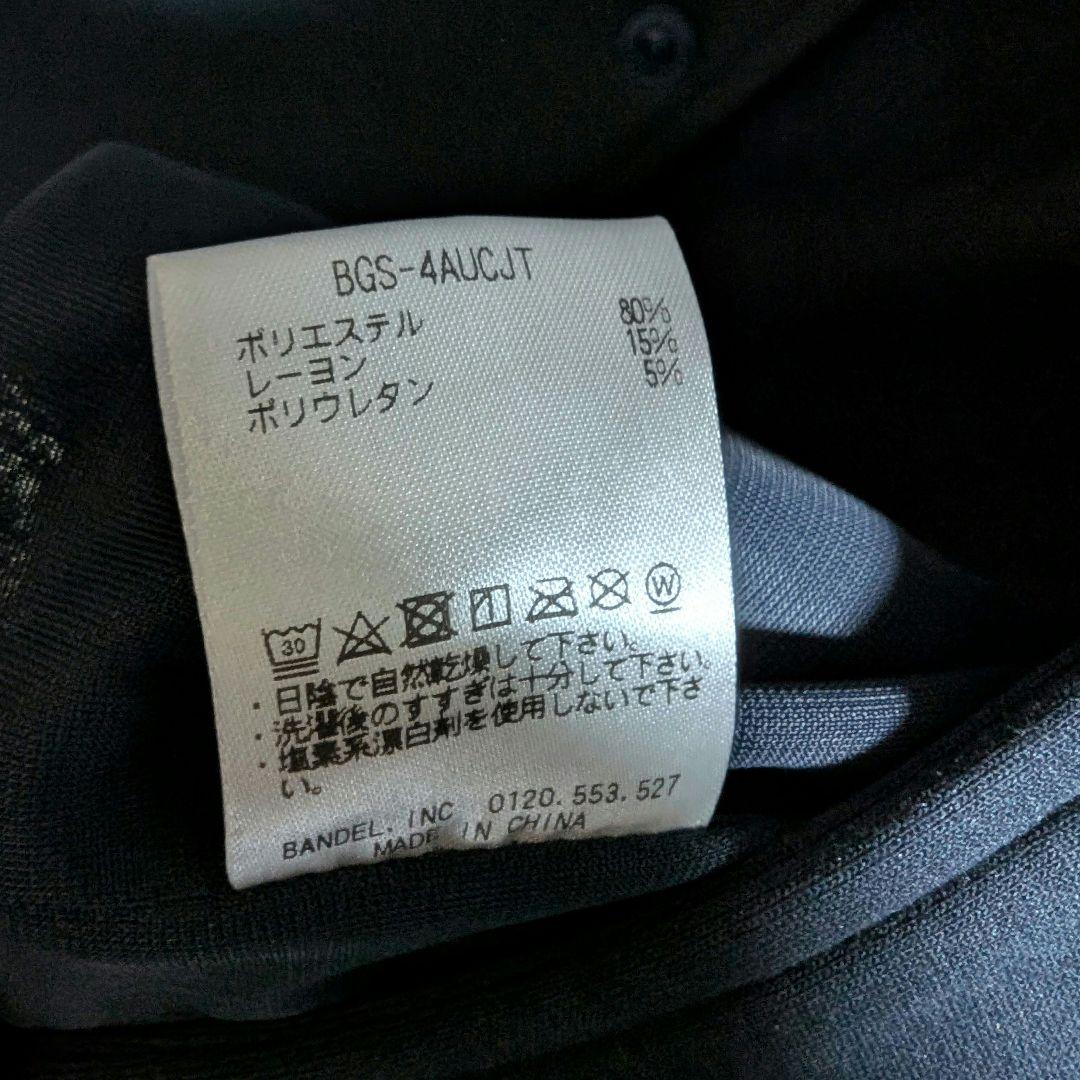 BGS-4AUCJT
ポリエステル 80%
レーヨン 15%
ポリウレタン 5%
30 W
・日陰で自然乾燥して下さい。
・洗濯後のすすぎは十分して下さい。
・塩素系漂白剤を使用しないで下さ
い。
BANDEL, INC 0120.553.527
MADE IN CHINA